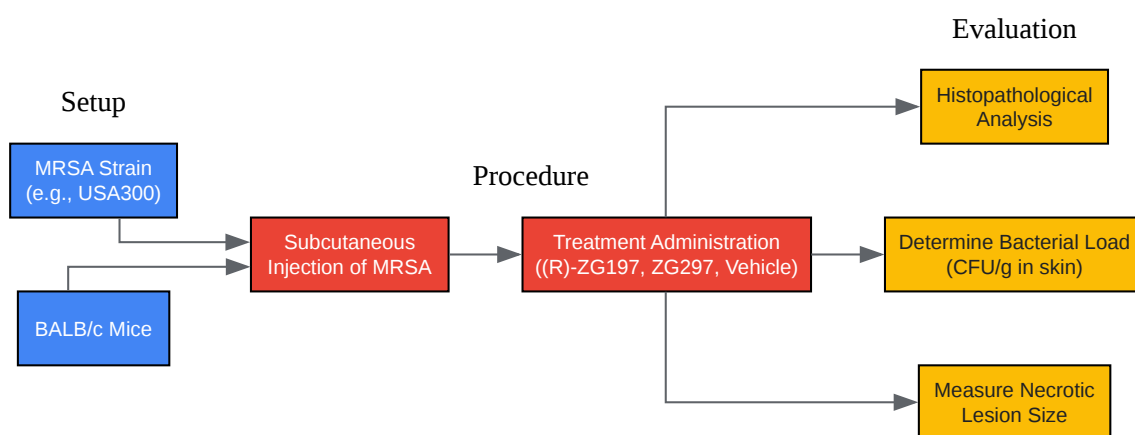 Setup
MRSA Strain
(e.g., USA300)
BALB/c Mice
Procedure
Subcutaneous
Injection of MRSA
Treatment Administration
((R)-ZG197, ZG297, Vehicle)
Evaluation
Histopathological
Analysis
Determine Bacterial Load
(CFU/g in skin)
Measure Necrotic
Lesion Size